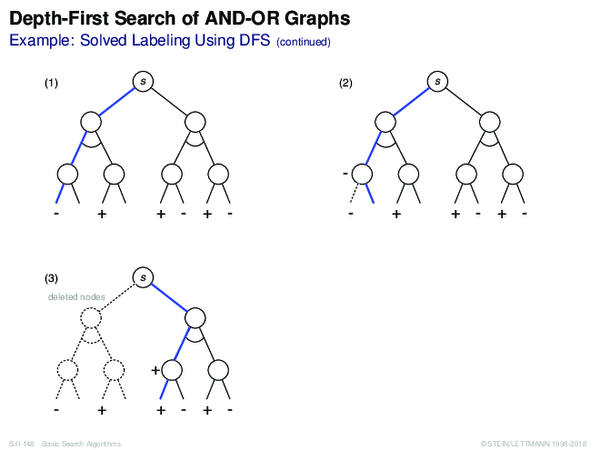 Depth-First Search of AND-OR Graphs
Example: Solved Labeling Using DFS (continued)
(1) s
- + + - + -
(2) s
-
- + + - + -
(3) s
deleted nodes
+
- + + - + -
S:II-148 Basic Search Algorithms © STEIN/LETTMANN 1998-2018